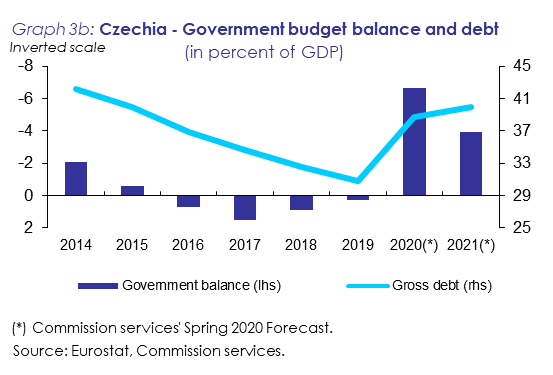 Graph 3b: Czechia - Government budget balance and debt
Inverted scale
(in percent of GDP)
-8
-6
-4
-2
0
2
45
41
37
33
29
25
2014 2015 2016 2017 2018 2019 2020(*) 2021(*)
Government balance (lhs) Gross debt (rhs)
(*) Commission services' Spring 2020 Forecast.
Source: Eurostat, Commission services.